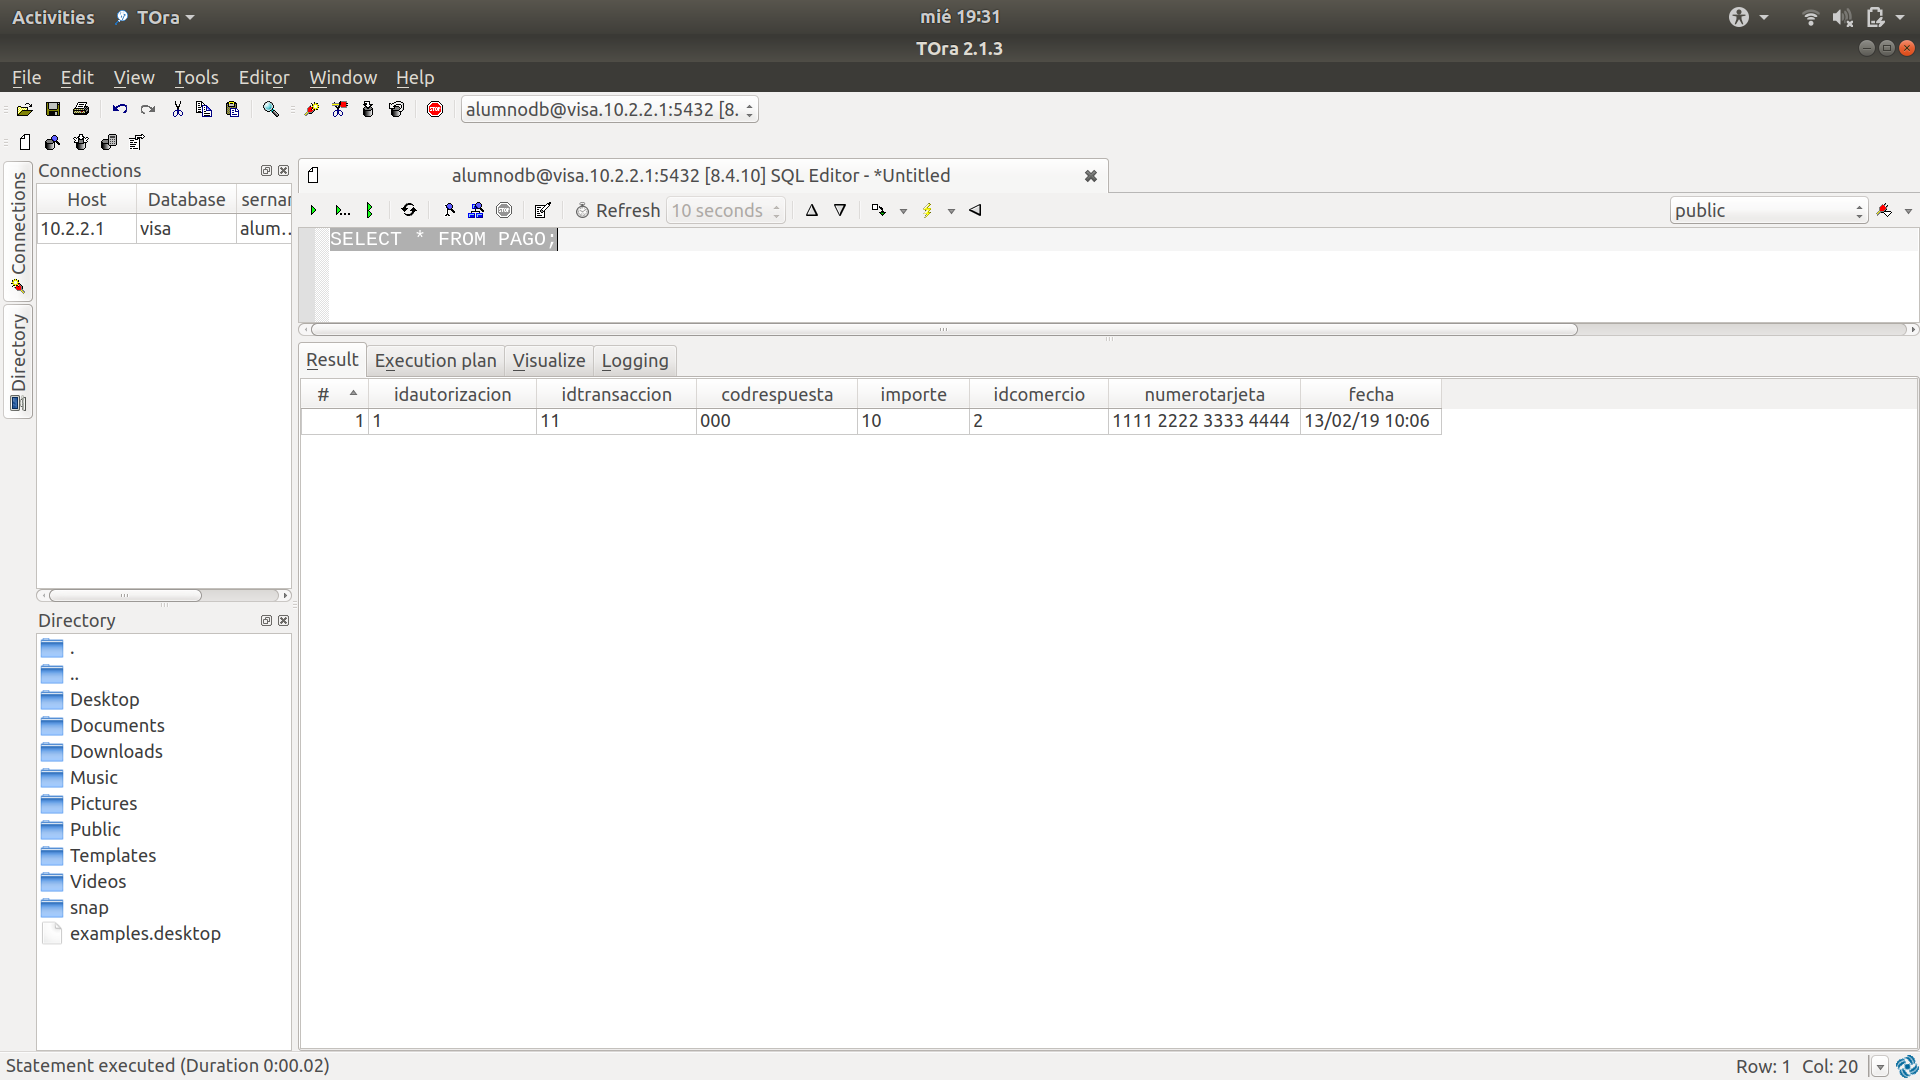 Activities TOra mié 19:31
TOra 2.1.3
File Edit View Tools Editor Window Help
alumnodb@visa.10.2.2.1:5432 [8.
Connections
Directory
Connections
Host Database sernar
10.2.2.1 visa alum..
Directory
.
..
Desktop
Documents
Downloads
Music
Pictures
Public
Templates
Videos
snap
examples.desktop
alumnodb@visa.10.2.2.1:5432 [8.4.10] SQL Editor - *Untitled
Refresh 10 seconds public
SELECT * FROM PAGO;
Result Execution plan Visualize Logging
# idautorizacion idtransaccion codrespuesta importe idcomercio numerotarjeta fecha
1 1 11 000 10 2 1111 2222 3333 4444 13/02/19 10:06
Statement executed (Duration 0:00.02) Row: 1 Col: 20